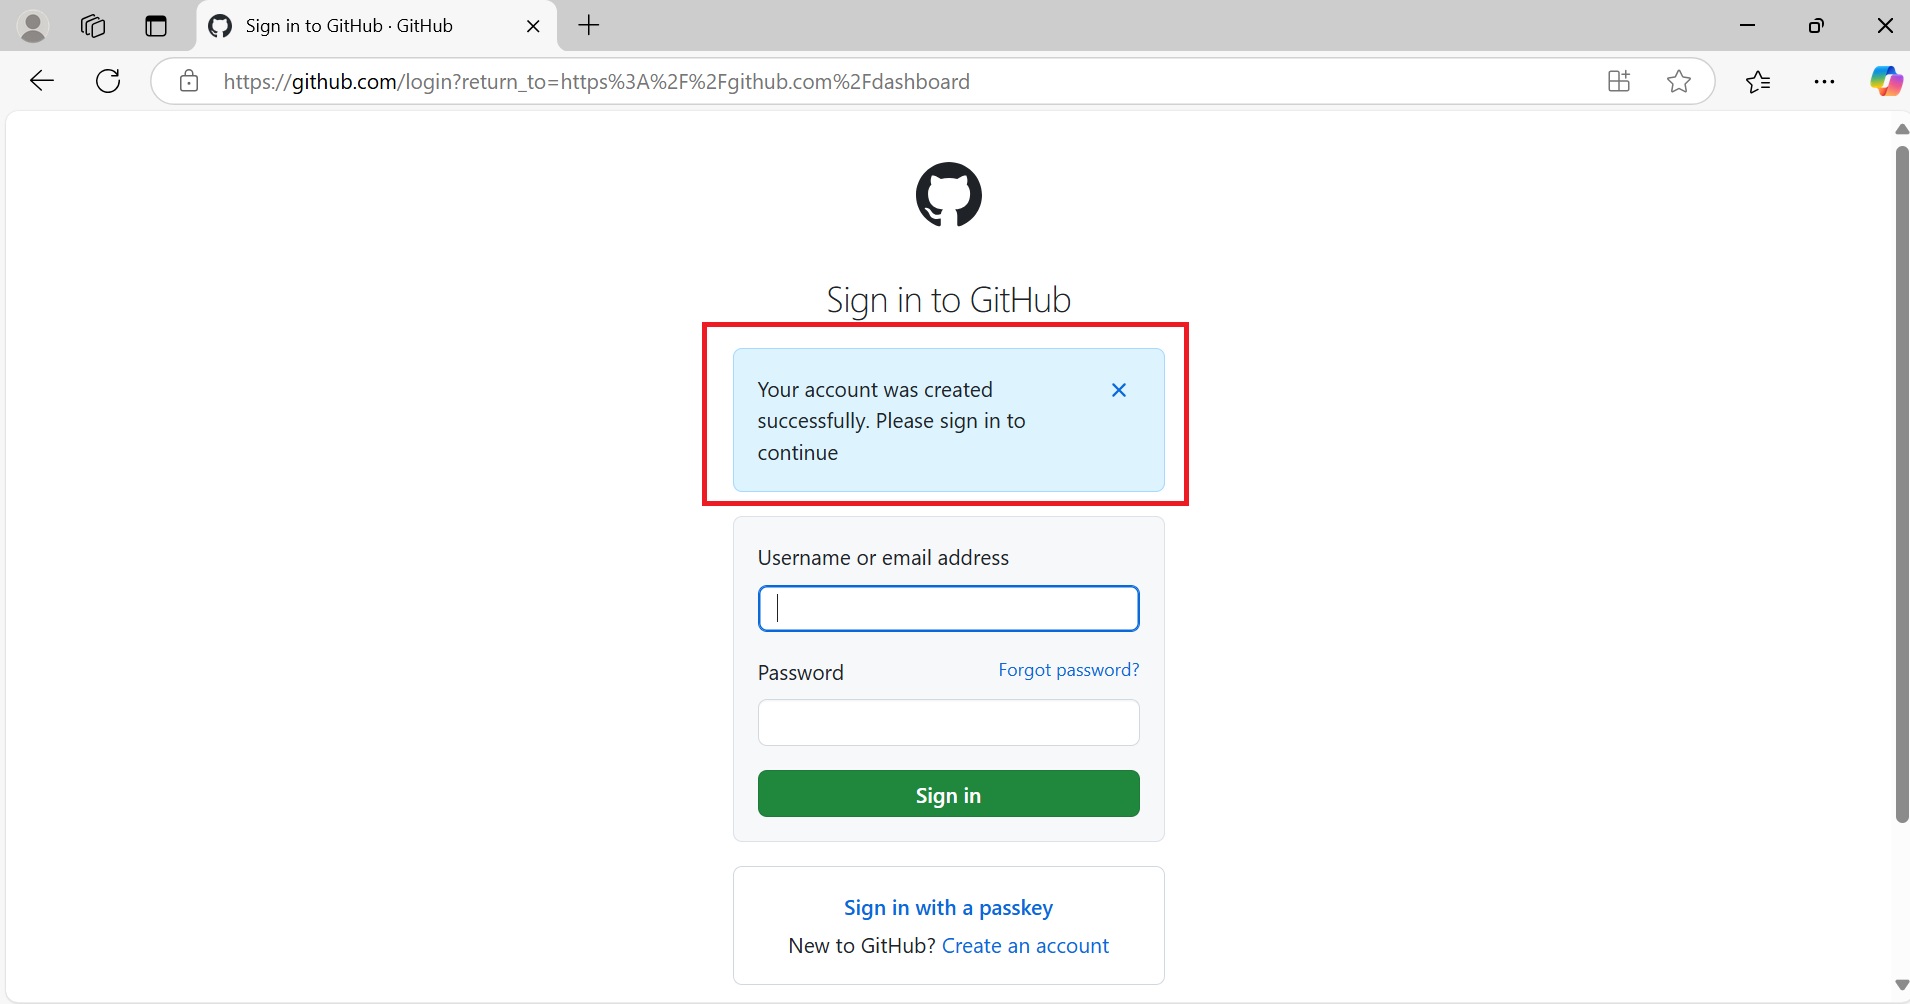 Sign in to GitHub · GitHub
https://github.com/login?return_to=https%3A%2F%2Fgithub.com%2Fdashboard
Sign in to GitHub
Your account was created
successfully. Please sign in to
continue
Username or email address
Password
Forgot password?
Sign in
Sign in with a passkey
New to GitHub? Create an account